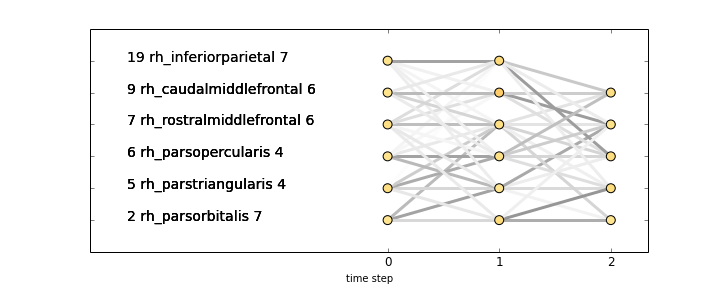 19 rh_inferiorparietal 7
9 rh_caudalmiddlefrontal 6
7 rh_rostralmiddlefrontal 6
6 rh_parsopercularis 4
5 rh_parstriangularis 4
2 rh_parsorbitalis 7
0 1 2
time step